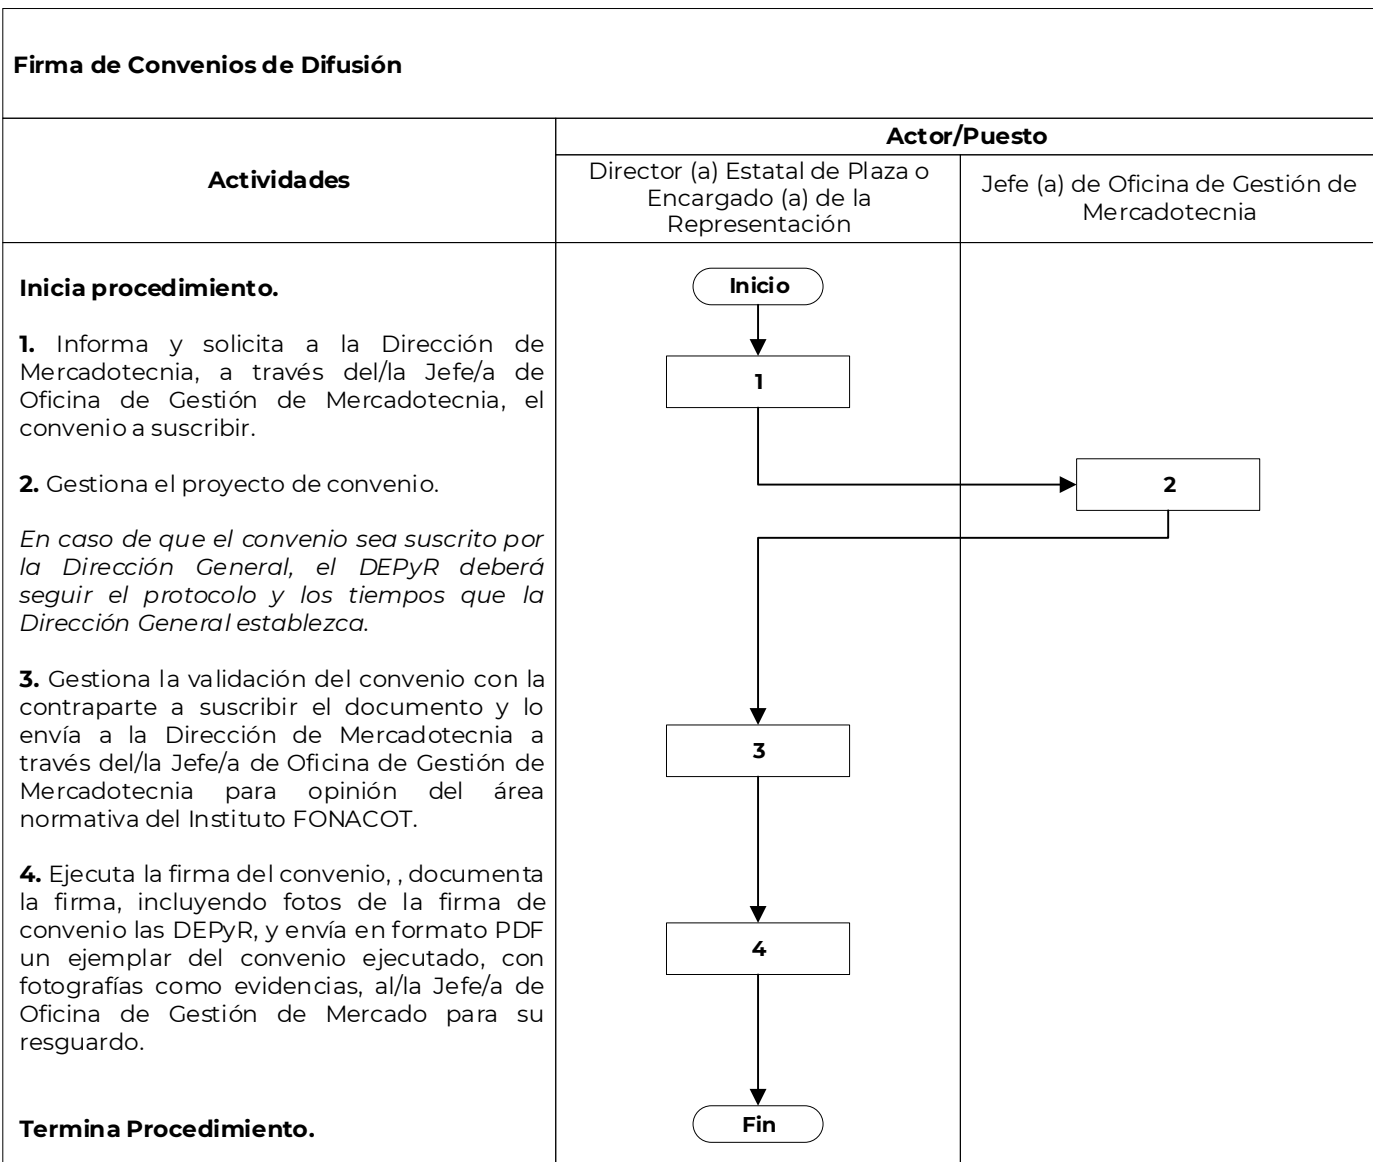 Firma de Convenios de Difusión
Actividades
Actor/Puesto
Director (a) Estatal de Plaza o
Encargado (a) de la
Representación
Jefe (a) de Oficina de Gestión de
Mercadotecnia
Inicia procedimiento.
1. Informa y solicita a la Dirección de
Mercadotecnia, a través del/la Jefe/a de
Oficina de Gestión de Mercadotecnia, el
convenio a suscribir.
2. Gestiona el proyecto de convenio.
En caso de que el convenio sea suscrito por
la Dirección General, el DEPyR deberá
seguir el protocolo y los tiempos que la
Dirección General establezca.
3. Gestiona la validación del convenio con la
contraparte a suscribir el documento y lo
envía a la Dirección de Mercadotecnia a
través del/la Jefe/a de Oficina de Gestión de
Mercadotecnia para opinión del área
normativa del Instituto FONACOT.
4. Ejecuta la firma del convenio, , documenta
la firma, incluyendo fotos de la firma de
convenio las DEPyR, y envía en formato PDF
un ejemplar del convenio ejecutado, con
fotografías como evidencias, al/la Jefe/a de
Oficina de Gestión de Mercado para su
resguardo.
Termina Procedimiento.
Inicio
1
2
3
4
Fin